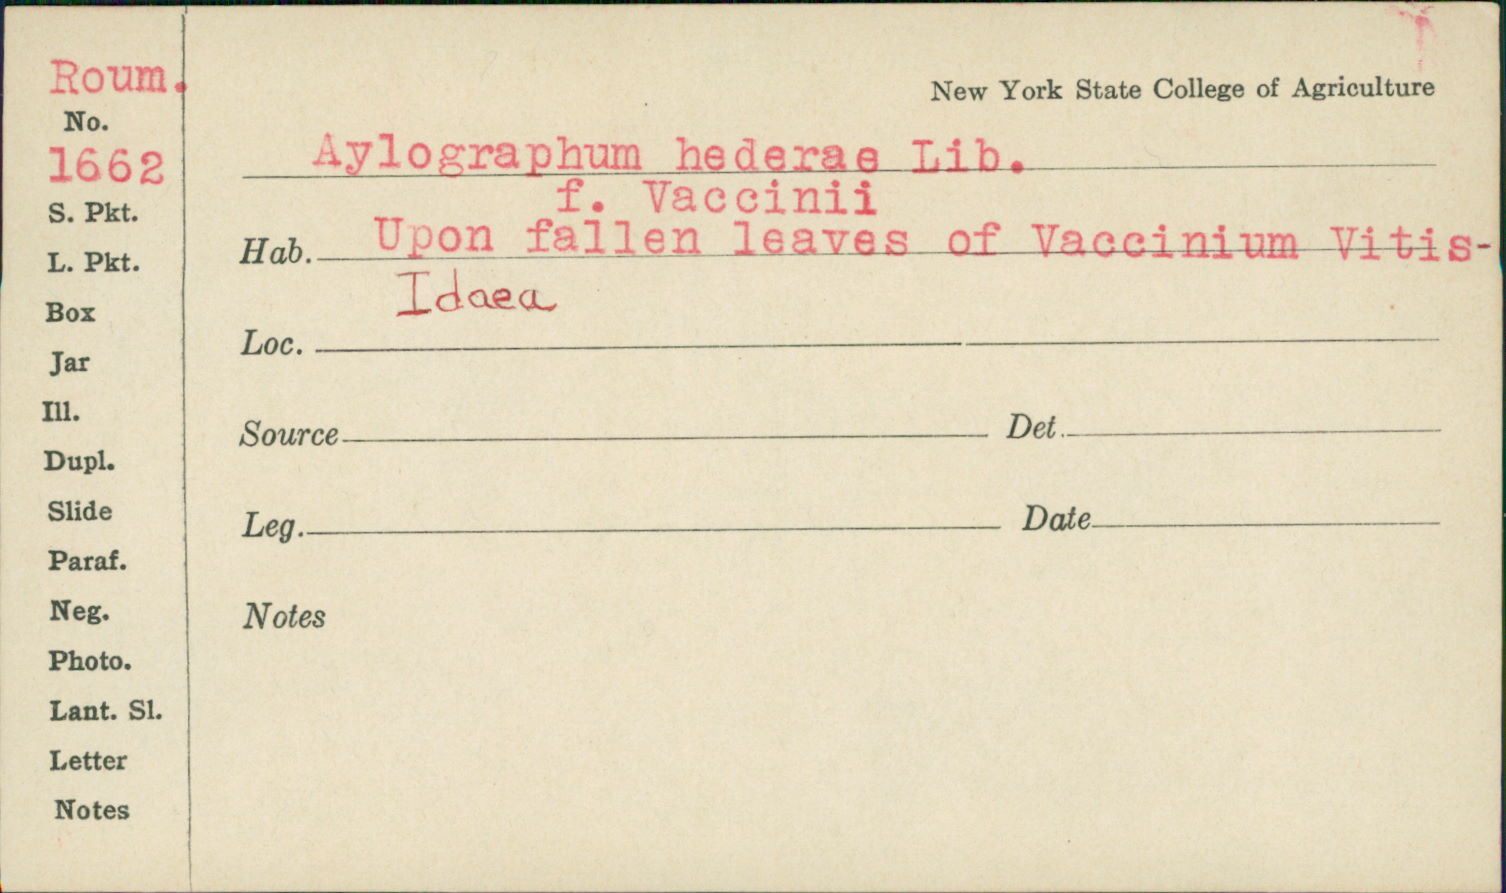 Roum.
No.
1662
S. Pkt.
L. Pkt.
Box
Jar
Ill.
Dupl.
Slide
Paraf.
Neg.
Photo.
Lant. Sl.
Letter
Notes
New York State College of Agriculture
Aylographum hederae Lib.
f. Vaccinii
Hab. Upon fallen leaves of Vaccinium Vitis-
Idaea
Loc.
Source Det.
Leg. Date
Notes